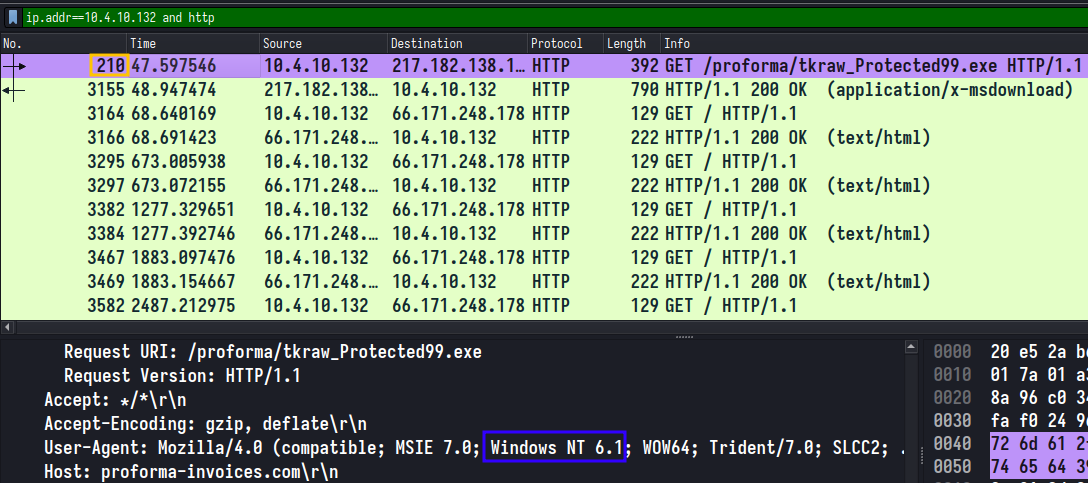 ip.addr==10.4.10.132 and http
No. Time Source Destination Protocol Length Info
210 47.597546 10.4.10.132 217.182.138.1… HTTP 392 GET /proforma/tkraw_Protected99.exe HTTP/1.1
3155 48.947474 217.182.138… 10.4.10.132 HTTP 790 HTTP/1.1 200 OK (application/x-msdownload)
3164 68.640169 10.4.10.132 66.171.248.178 HTTP 129 GET / HTTP/1.1
3166 68.691423 66.171.248.… 10.4.10.132 HTTP 222 HTTP/1.1 200 OK (text/html)
3295 673.005938 10.4.10.132 66.171.248.178 HTTP 129 GET / HTTP/1.1
3297 673.072155 66.171.248.… 10.4.10.132 HTTP 222 HTTP/1.1 200 OK (text/html)
3382 1277.329651 10.4.10.132 66.171.248.178 HTTP 129 GET / HTTP/1.1
3384 1277.392746 66.171.248.… 10.4.10.132 HTTP 222 HTTP/1.1 200 OK (text/html)
3467 1883.097476 10.4.10.132 66.171.248.178 HTTP 129 GET / HTTP/1.1
3469 1883.154667 66.171.248.… 10.4.10.132 HTTP 222 HTTP/1.1 200 OK (text/html)
3582 2487.212975 10.4.10.132 66.171.248.178 HTTP 129 GET / HTTP/1.1
Request URI: /proforma/tkraw_Protected99.exe
Request Version: HTTP/1.1
Accept: */*\r\n
Accept-Encoding: gzip, deflate\r\n
User-Agent: Mozilla/4.0 (compatible; MSIE 7.0; Windows NT 6.1; WOW64; Trident/7.0; SLCC2; .
Host: proforma-invoices.com\r\n
0000 20 e5 2a
0010 01 7a 01
0020 8a 96 c0
0030 fa f0 24
0040 72 6d 61
0050 74 65 64